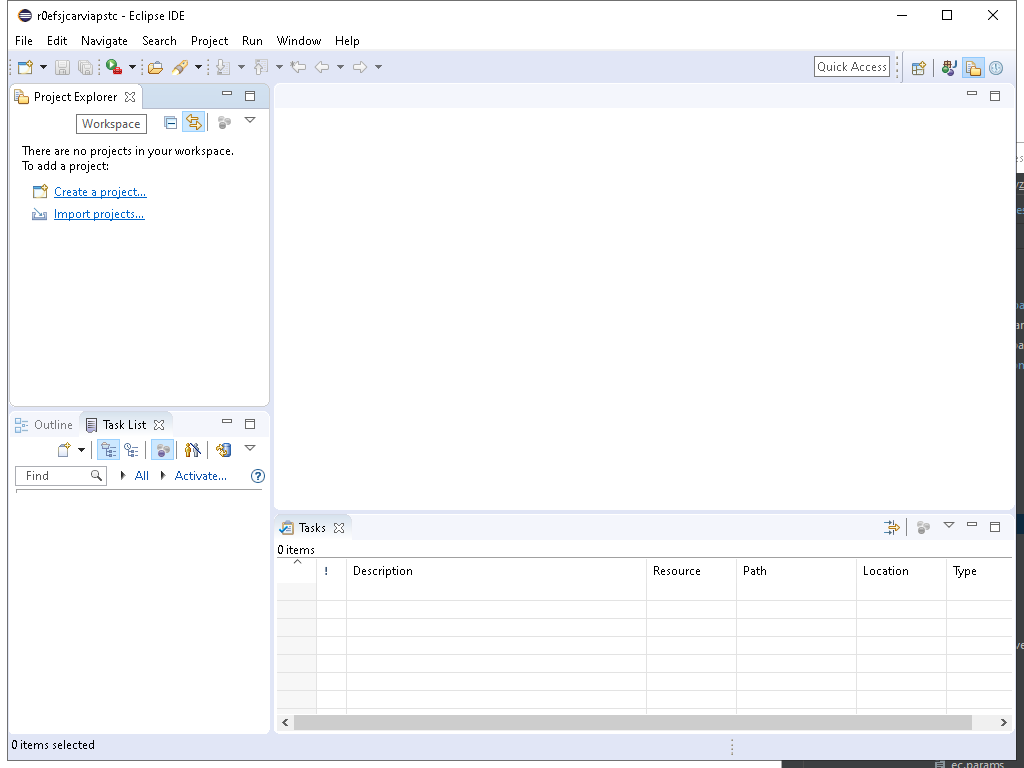 r0efsjcarviapstc - Eclipse IDE
File Edit Navigate Search Project Run Window Help
Quick Access
Project Explorer
Workspace
There are no projects in your workspace.
To add a project:
Create a project...
Import projects...
Outline Task List
Find All Activate...
Tasks
0 items
! Description Resource Path Location Type
0 items selected
ec.params